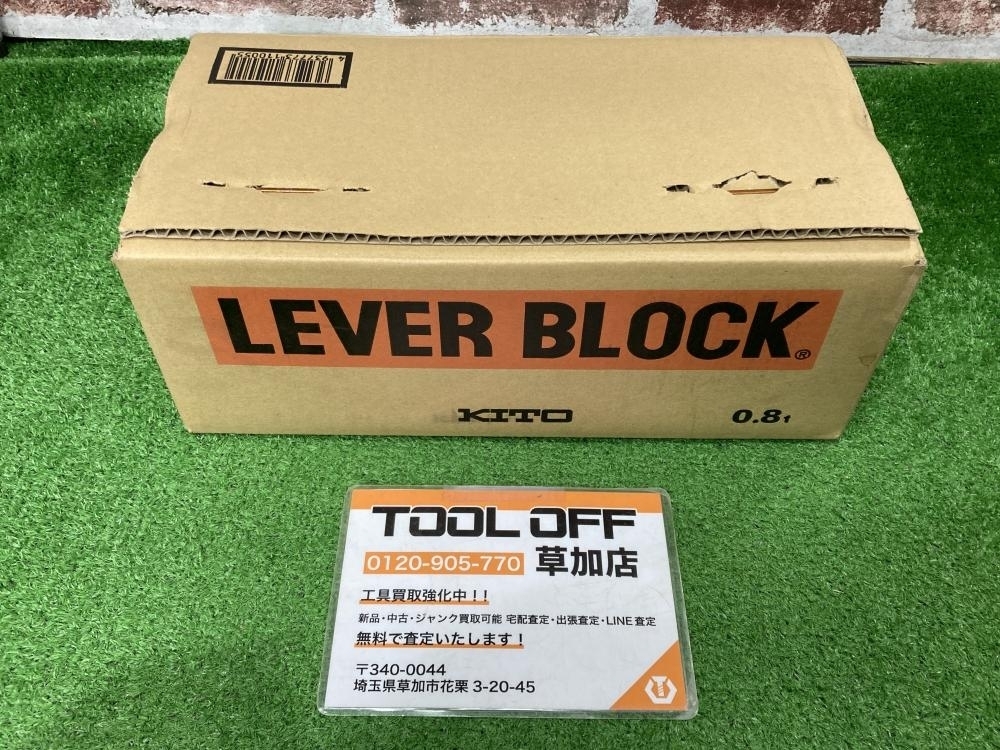 4937773110055
LEVER BLOCK®
KITO
0.8t
TOOL OFF
0120-905-770 草加店
工具買取強化中！！
新品・中古・ジャンク買取可能 宅配査定・出張査定・LINE査定
無料で査定いたします！
〒340-0044
埼玉県草加市花栗 3-20-45